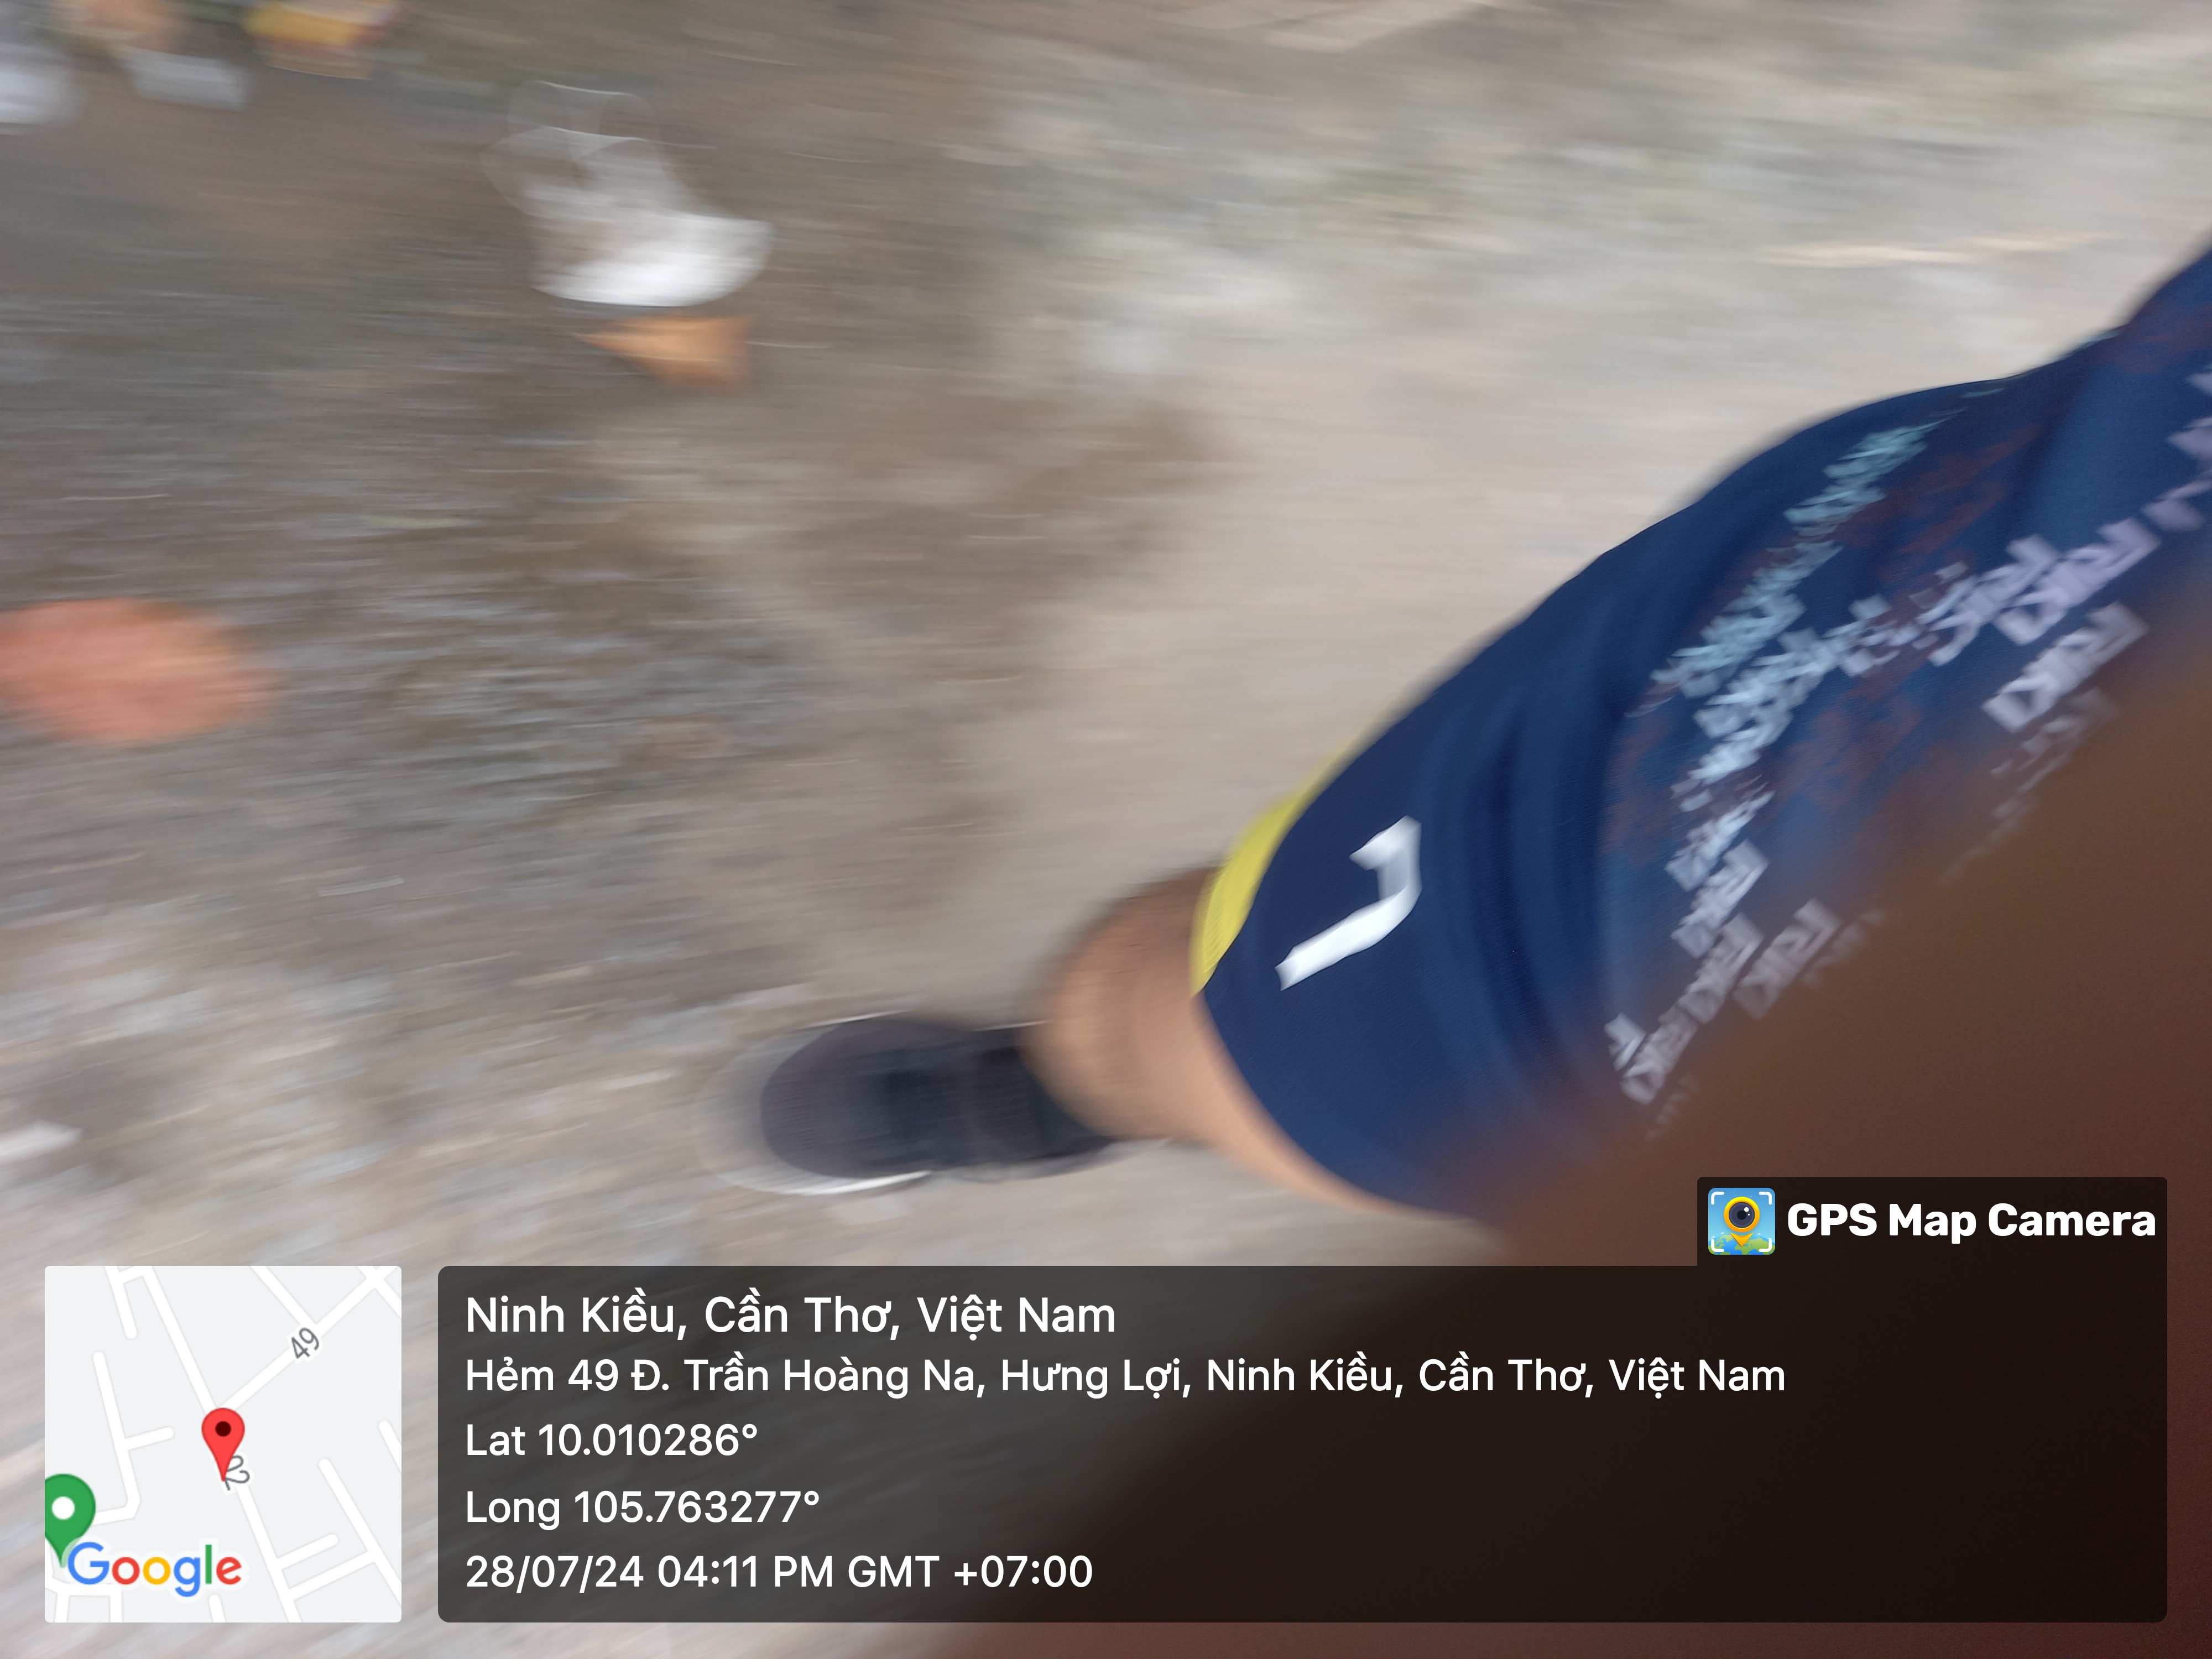 GPS Map Camera
Ninh Kiều, Cần Thơ, Việt Nam
Hẻm 49 Đ. Trần Hoàng Na, Hưng Lợi, Ninh Kiều, Cần Thơ, Việt Nam
Lat 10.010286°
Long 105.763277°
28/07/24 04:11 PM GMT +07:00
49
22
Google